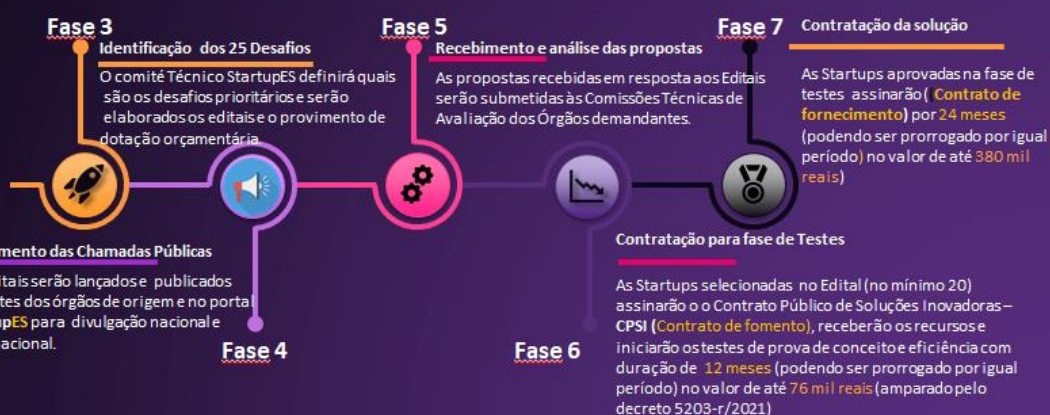 Fase 3
Identificação dos 25 Desafios
O comité Técnico StartupES definirá quais
são os desafios prioritários e serão
elaborados os editais e o provimento de
dotação orçamentária.
Fase 5
Recebimento e análise das propostas
As propostas recebidas em resposta aos Editais
serão submetidas às Comissões Técnicas de
Avaliação dos Órgãos demandantes.
Fase 7
Contratação da solução
As Startups aprovadas na fase de
testes assinarão ((Contrato de
fornecimento) por 24 meses
(podendo ser prorrogado por igual
período) no valor de até 380 mil
reais)
mento das Chamadas Públicas
itais serão lançados e publicados
tes dos órgãos de origem e no portal
upES para divulgação nacional e
acional.
Fase 4
Fase 6
Contratação para fase de Testes
As Startups selecionadas no Edital (no mínimo 20)
assinarão o o Contrato Público de Soluções Inovadoras –
CPSI (Contrato de fomento), receberão os recursos e
iniciarão os testes de prova de conceito e eficiência com
duração de 12 meses (podendo ser prorrogado por igual
período) no valor de até 76 mil reais (amparado pelo
decreto 5203-r/2021)